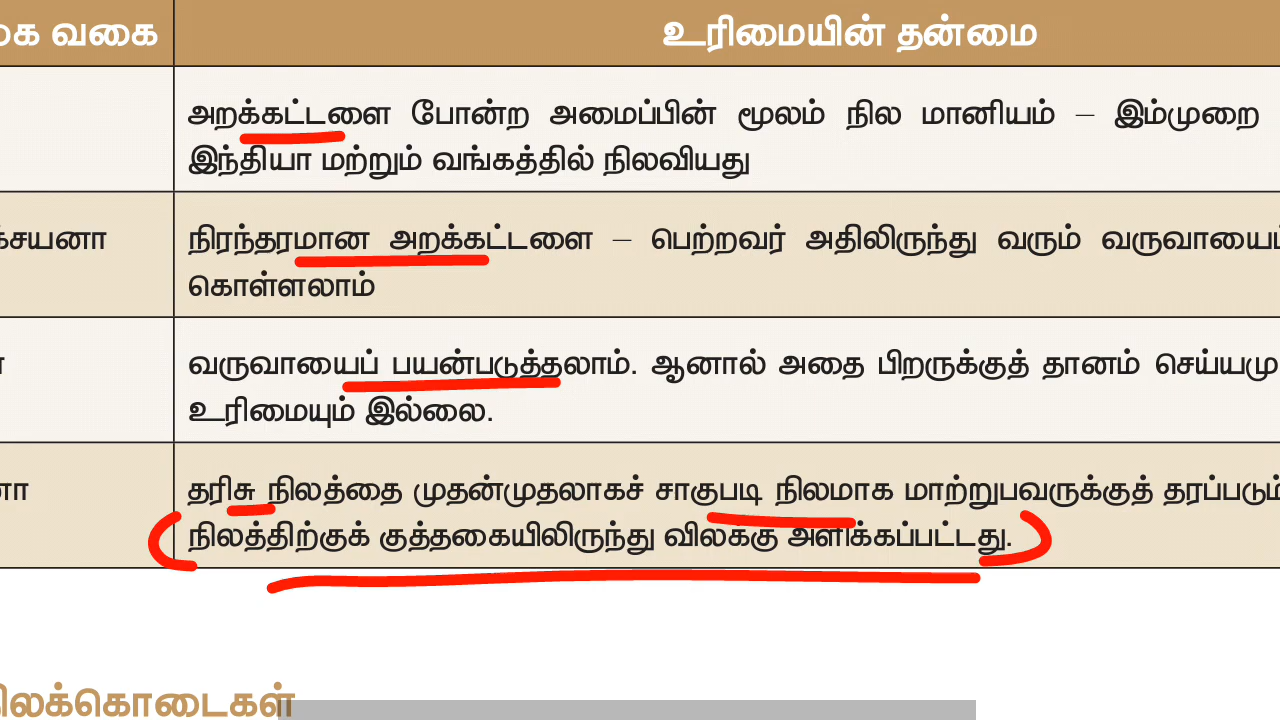 மக வகை
உரிமையின் தன்மை
அறக்கட்டளை போன்ற அமைப்பின் மூலம் நில மானியம் – இம்முறை
இந்தியா மற்றும் வங்கத்தில் நிலவியது
க்சயனா
நிரந்தரமான அறக்கட்டளை – பெற்றவர் அதிலிருந்து வரும் வருவாயைப்
கொள்ளலாம்
வருவாயைப் பயன்படுத்தலாம். ஆனால் அதை பிறருக்குத் தானம் செய்யமு
உரிமையும் இல்லை.
னா
தரிசு நிலத்தை முதன்முதலாகச் சாகுபடி நிலமாக மாற்றுபவருக்குத் தரப்படும்
நிலத்திற்குக் குத்தகையிலிருந்து விலக்கு அளிக்கப்பட்டது.
நிலக்கொடைகள்